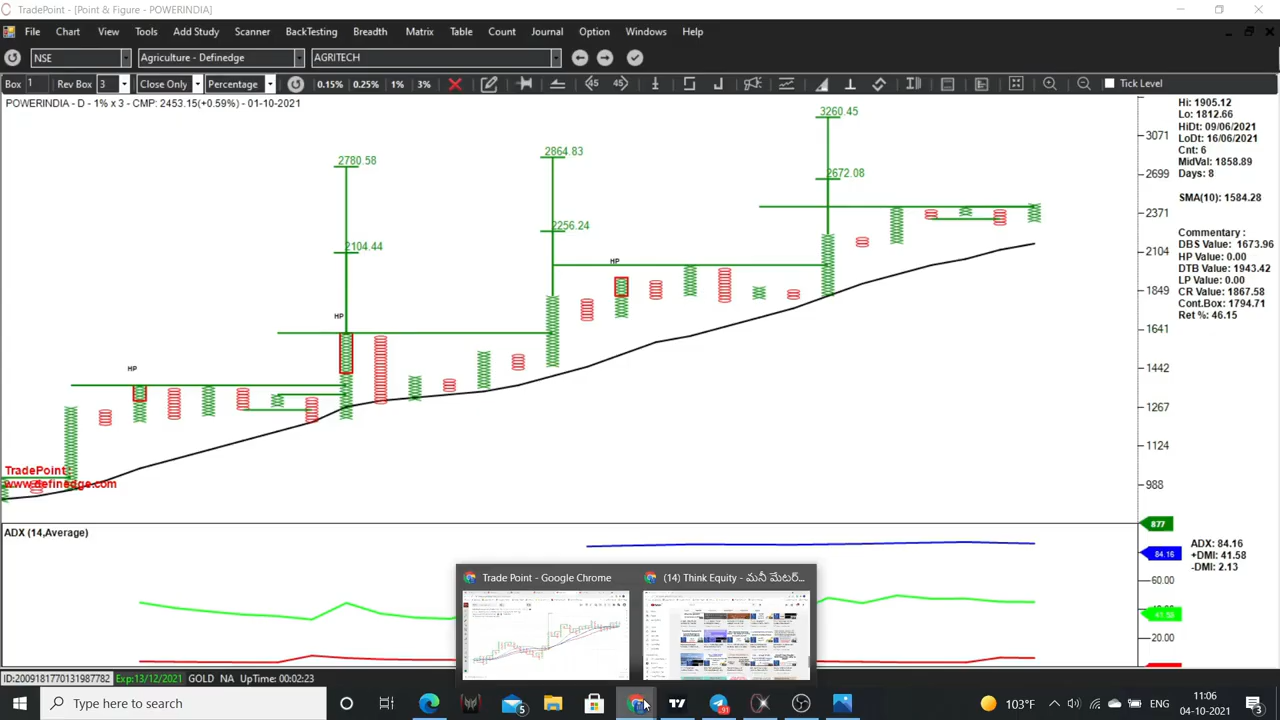 TradePoint - [Point & Figure - POWERINDIA]
File Chart View Tools Add Study Scanner BackTesting Breadth Matrix Table Count Journal Option Windows Help
NSE Agriculture - Definedge AGRITECH
Box 1 Rev Box 3 Close Only Percentage 0.15% 0.25% 1% 3% 45 45 Tick Level
POWERINDIA - D - 1% x 3 - CMP: 2453.15(+0.59%) - 01-10-2021
Hi: 1905.12
Lo: 1812.66
HiDt: 09/06/2021
LoDt: 16/06/2021
Cnt: 6
MidVal: 1858.89
Days: 8
SMA(10): 1584.28
Commentary :
DBS Value: 1673.96
HP Value: 0.00
DTB Value: 1943.42
LP Value: 0.00
CR Value: 1867.58
Cont.Box: 1794.71
Ret %: 46.15
3260.45
2864.83
2780.58
2672.08
2256.24
2104.44
HP
HP
HP
3071
2699
2371
2104
1849
1641
1442
1267
1124
988
877
TradePoint
www.definedge.com
ADX (14,Average)
84.16
60.00
41.58
20.00
ADX: 84.16
+DMI: 41.58
-DMI: 2.13
Trade Point - Google Chrome
(14) Think Equity - మనీ మేటర్...
Exp:13/12/2021 GOLD NA UpTime: 00:02:23
Type here to search
5
91
103°F
ENG
11:06
04-10-2021
3